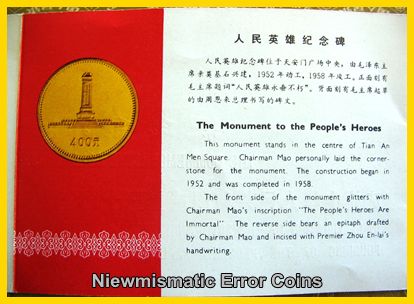 400元
人民英雄纪念碑
人民英雄纪念碑位于天安门广场中央，由毛泽东主
席亲奠基石兴建，1952年动工，1958年竣工。正面刻有
毛主席题词“人民英雄永垂不朽”。背面刻有毛主席起草
的由周恩来总理书写的碑文。
The Monument to the People's Heroes
This monument stands in the centre of Tian An
Men Square. Chairman Mao personally laid the corner-
stone for the monument. The construction began in
1952 and was completed in 1958.
The front side of the monument glitters with
Chairman Mao's inscription "The People's Heroes Are
Immortal" The reverse side bears an epitaph drafted
by Chairman Mao and incised with Premier Zhou En-lai's
handwriting.
Niewmismatic Error Coins